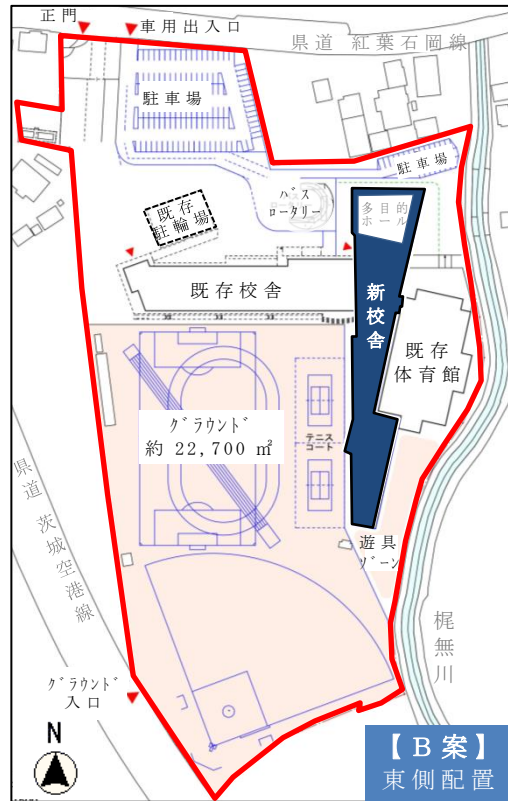 正門
車用出入口
県道 紅葉石岡線
駐車場
駐車場
既存
駐輪場
バス
ロータリー
多目的
ホール
既存校舎
新校舎
既存
体育館
グラウンド
約 22,700 ㎡
テニス
コート
遊具
ゾーン
県道 茨城空港線
梶無川
グラウンド
入口
N
【B案】
東側配置